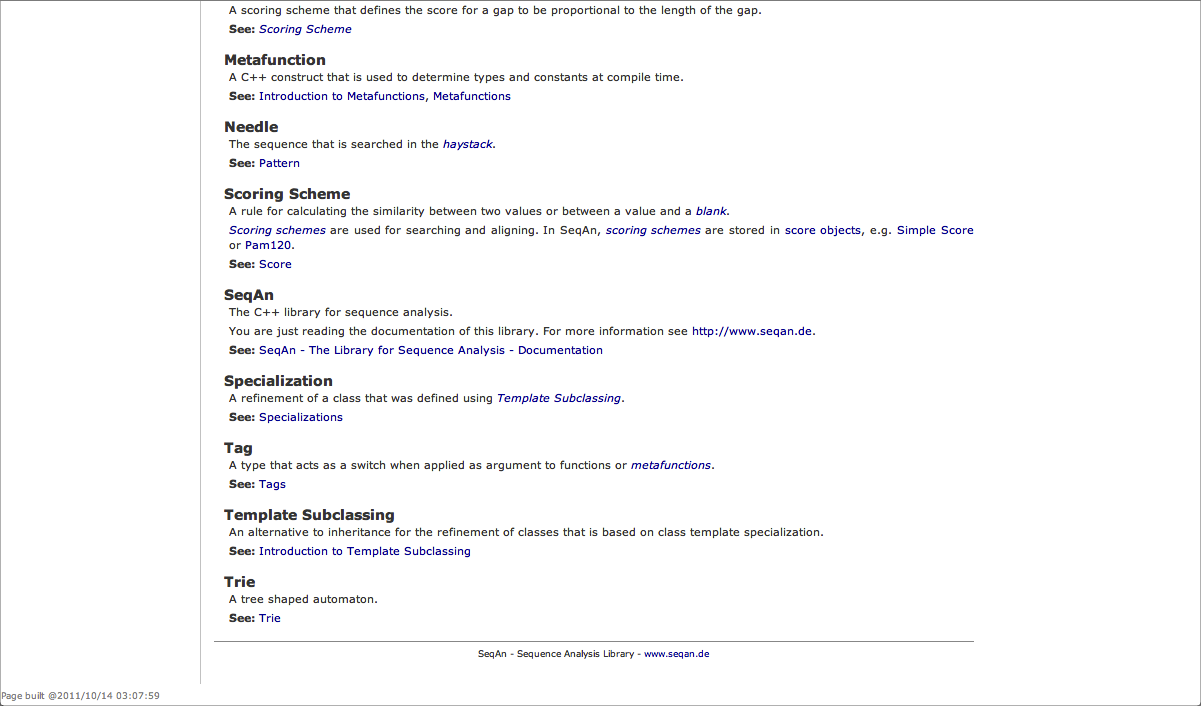 A scoring scheme that defines the score for a gap to be proportional to the length of the gap.
See: Scoring Scheme
Metafunction
A C++ construct that is used to determine types and constants at compile time.
See: Introduction to Metafunctions, Metafunctions
Needle
The sequence that is searched in the haystack.
See: Pattern
Scoring Scheme
A rule for calculating the similarity between two values or between a value and a blank.
Scoring schemes are used for searching and aligning. In SeqAn, scoring schemes are stored in score objects, e.g. Simple Score
or Pam120.
See: Score
SeqAn
The C++ library for sequence analysis.
You are just reading the documentation of this library. For more information see http://www.seqan.de.
See: SeqAn - The Library for Sequence Analysis - Documentation
Specialization
A refinement of a class that was defined using Template Subclassing.
See: Specializations
Tag
A type that acts as a switch when applied as argument to functions or metafunctions.
See: Tags
Template Subclassing
An alternative to inheritance for the refinement of classes that is based on class template specialization.
See: Introduction to Template Subclassing
Trie
A tree shaped automaton.
See: Trie
SeqAn - Sequence Analysis Library - www.seqan.de
Page built @2011/10/14 03:07:59